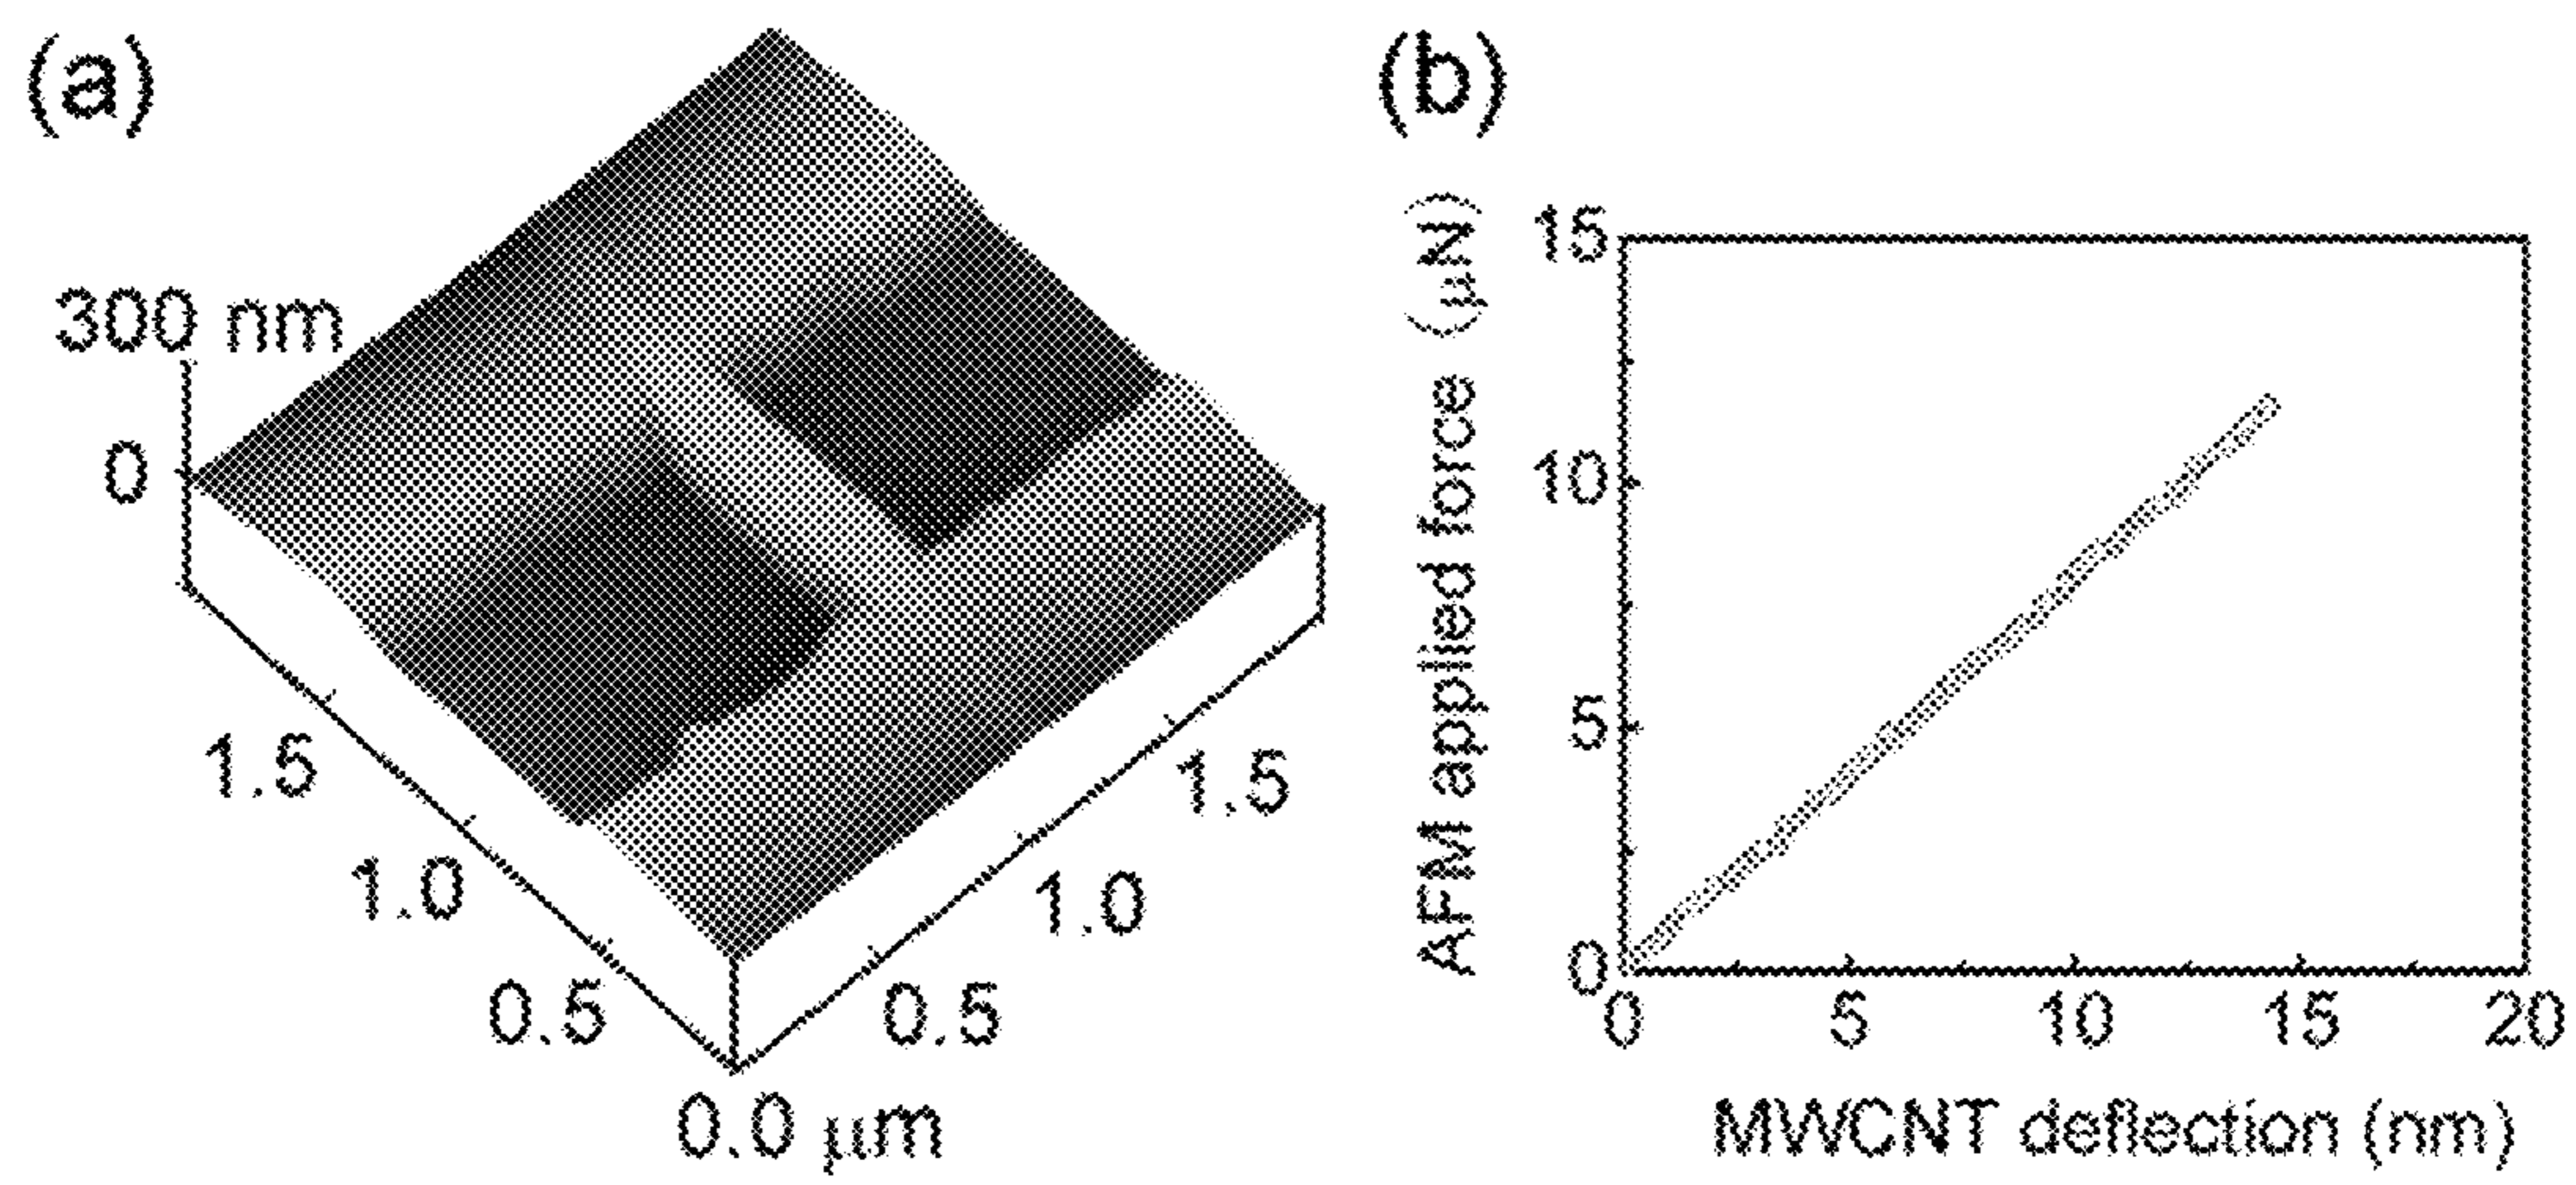 (a)
300 nm
0
1.5
1.0
0.5
0.0 μm
0.5
1.0
1.5
(b)
AFM applied force (μN)
15
10
5
0
0 5 10 15 20
MWCNT deflection (nm)